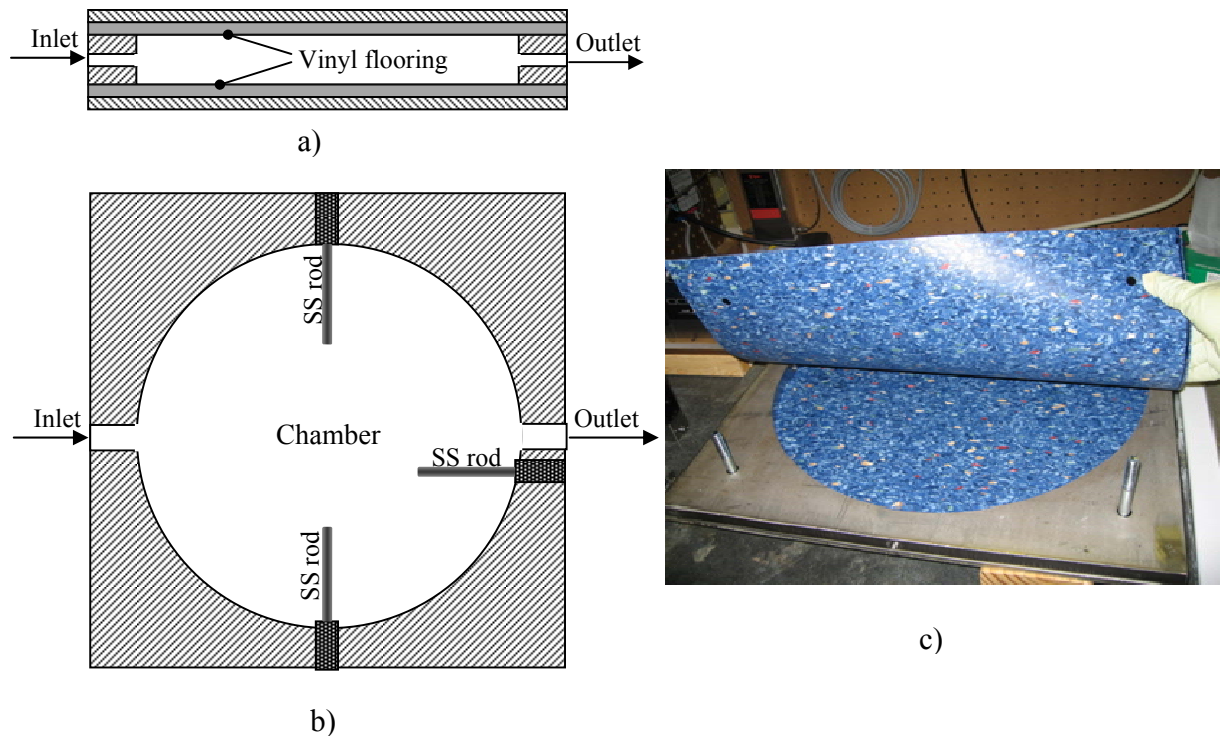 Inlet
Outlet
Vinyl flooring
a)
SS rod
Inlet
Outlet
Chamber
SS rod
SS rod
b)
c)